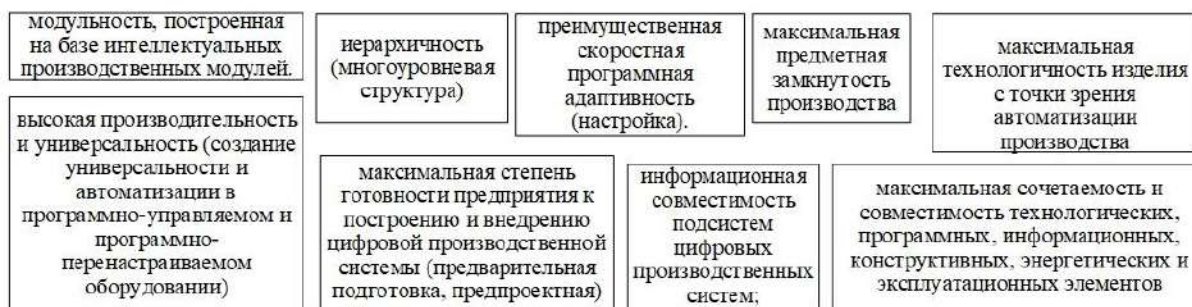 модульность, построенная
на базе интеллектуальных
производственных модулей.
иерархичность
(многоуровневая
структура)
преимущественная
скоростная
программная
адаптивность
(настройка).
максимальная
предметная
замкнутость
производства
максимальная
технологичность изделия
с точки зрения
автоматизации
производства
высокая производительность
и универсальность (создание
универсальности и
автоматизации в
программно-управляемом и
программно-
перенастраиваемом
оборудовании)
максимальная степень
готовности предприятия к
построению и внедрению
цифровой производственной
системы (предварительная
подготовка, предпроектная)
информационная
совместимость
подсистем
цифровых
производственных
систем;
максимальная сочетаемость и
совместимость технологических,
программных, информационных,
конструктивных, энергетических и
эксплуатационных элементов